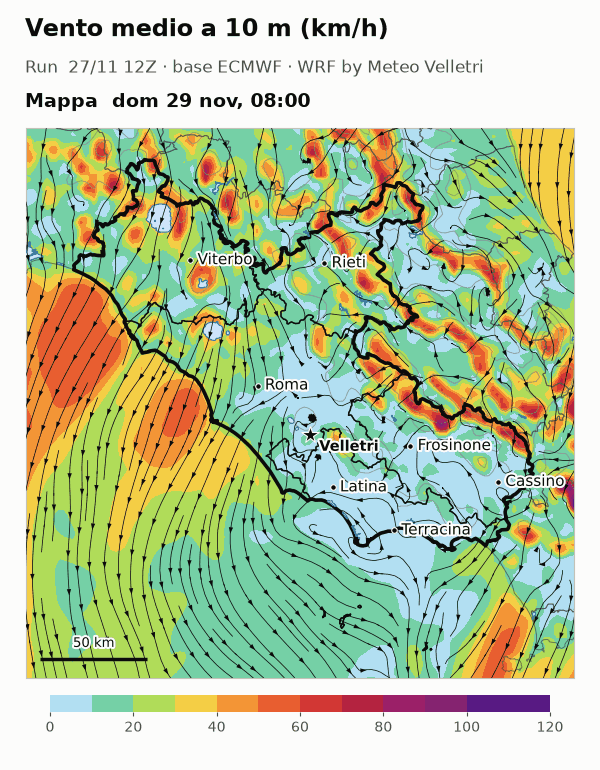 Vento medio a 10 m (km/h)
Run 27/11 12Z · base ECMWF · WRF by Meteo Velletri
Mappa dom 29 nov, 08:00
Viterbo
Rieti
Roma
Velletri
Frosinone
Latina
Cassino
Terracina
50 km
0 20 40 60 80 100 120